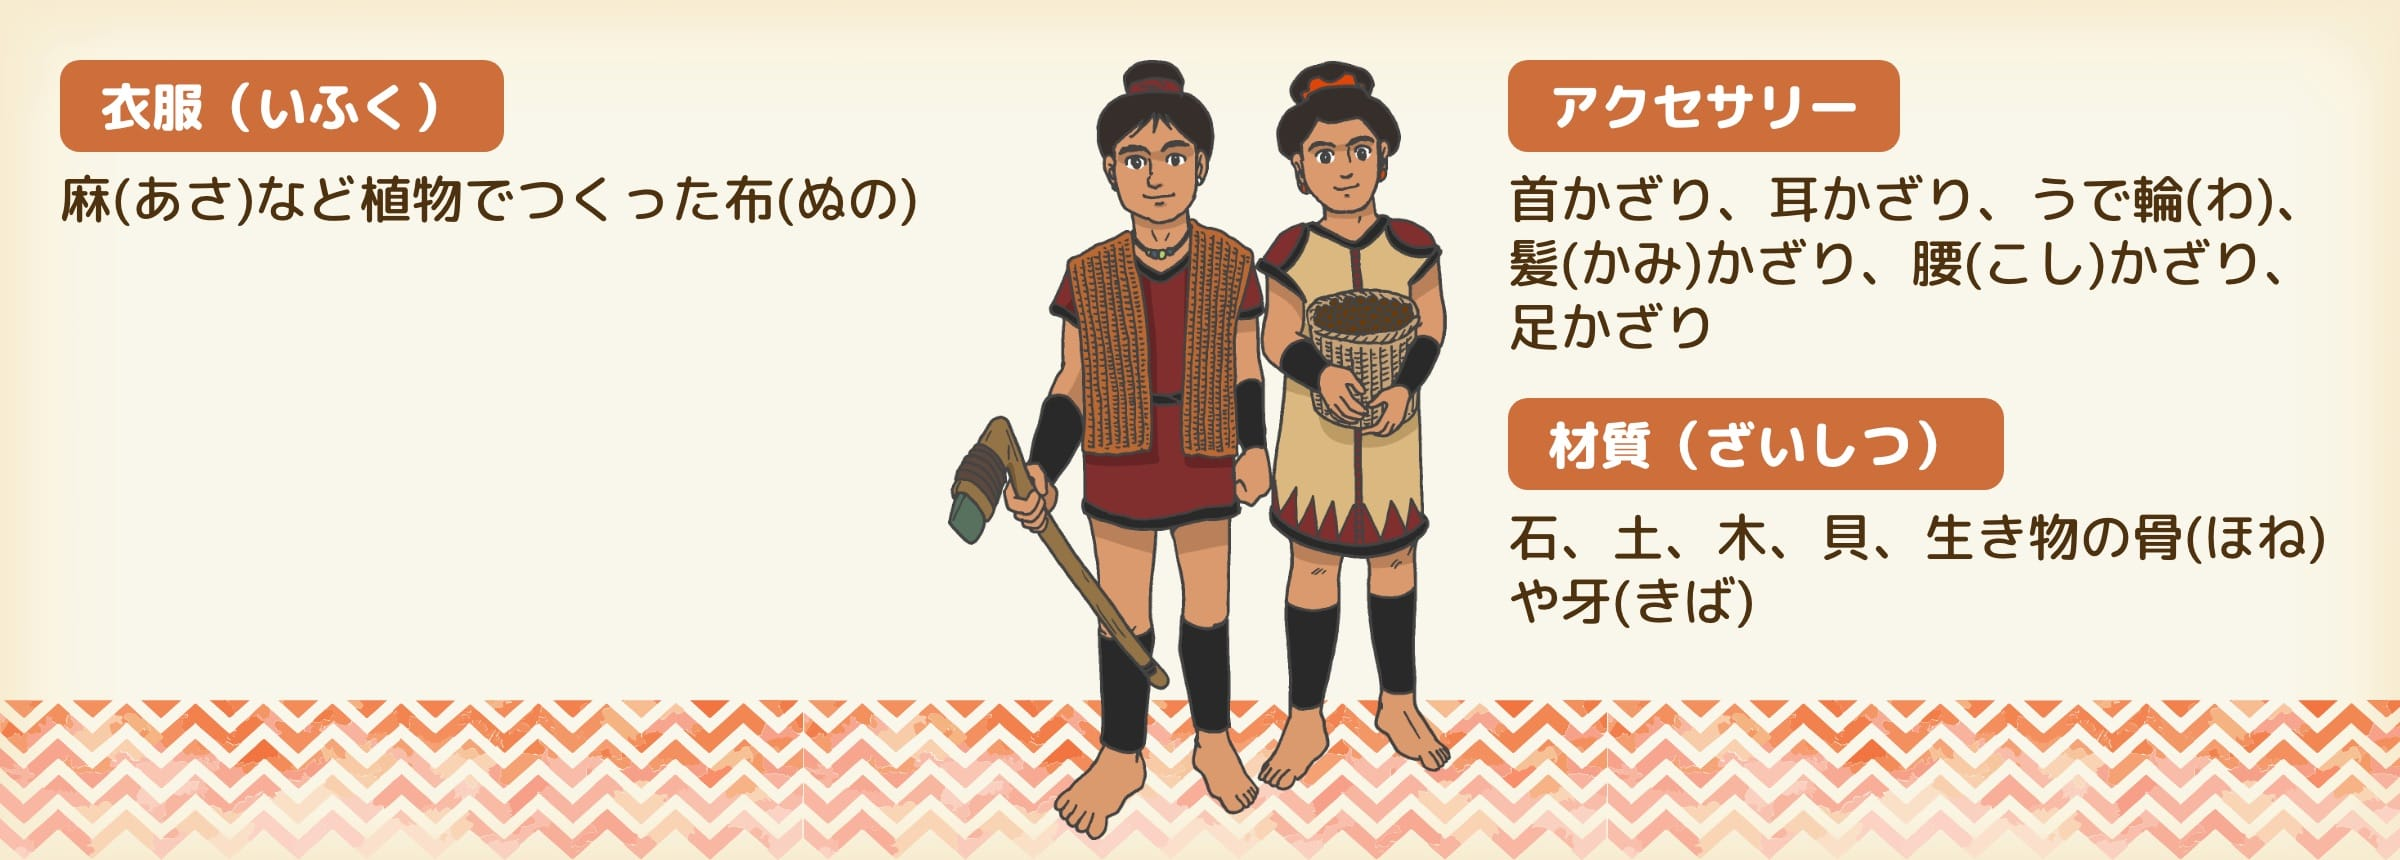 衣服（いふく）
麻(あさ)など植物でつくった布(ぬの)
アクセサリー
首かざり、耳かざり、うで輪(わ)、
髪(かみ)かざり、腰(こし)かざり、
足かざり
材質（ざいしつ）
石、土、木、貝、生き物の骨(ほね)
や牙(きば)